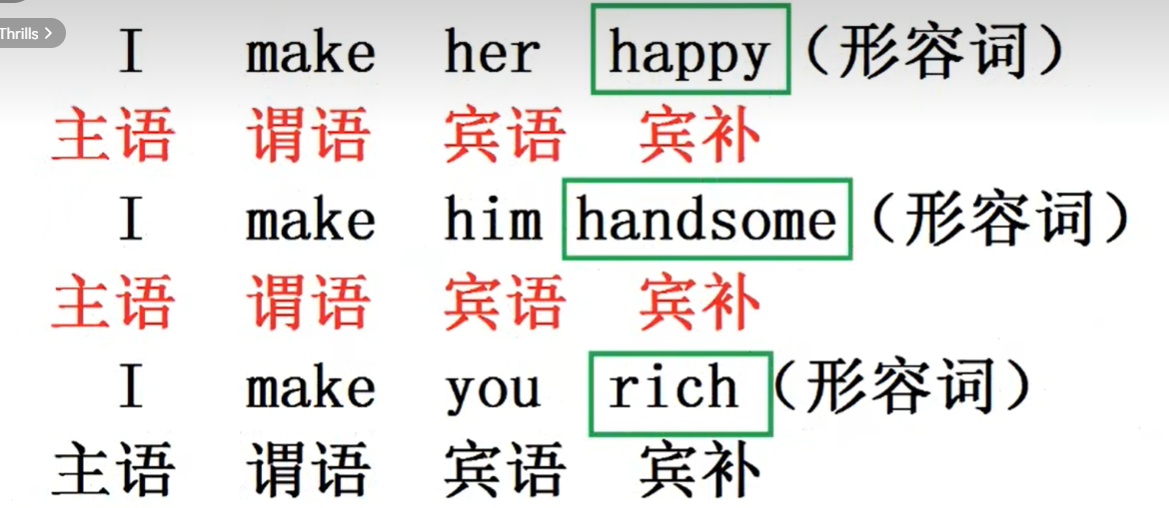 Thrills >
I make her happy（形容词）
主语 谓语 宾语 宾补
I make him handsome（形容词）
主语 谓语 宾语 宾补
I make you rich（形容词）
主语 谓语 宾语 宾补